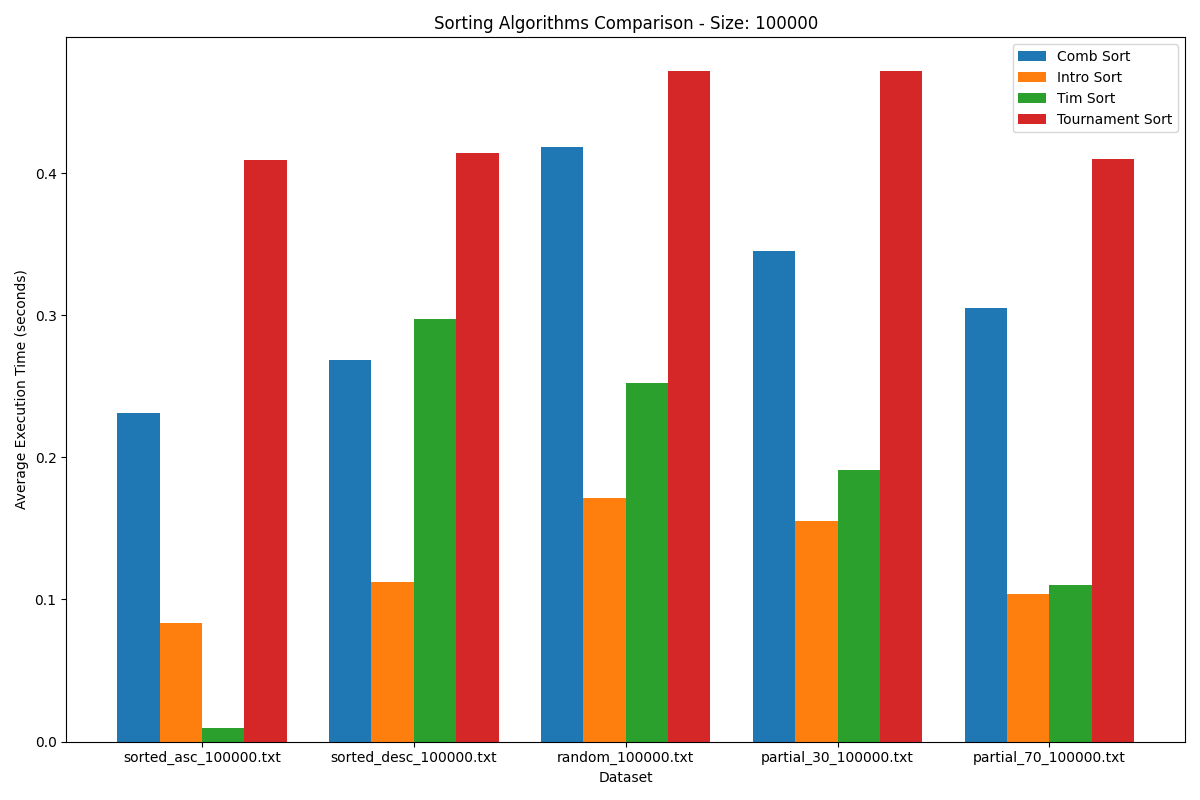 Sorting Algorithms Comparison - Size: 100000
Comb Sort
Intro Sort
Tim Sort
Tournament Sort
Average Execution Time (seconds)
0.4
0.3
0.2
0.1
0.0
sorted_asc_100000.txt
sorted_desc_100000.txt
random_100000.txt
partial_30_100000.txt
partial_70_100000.txt
Dataset